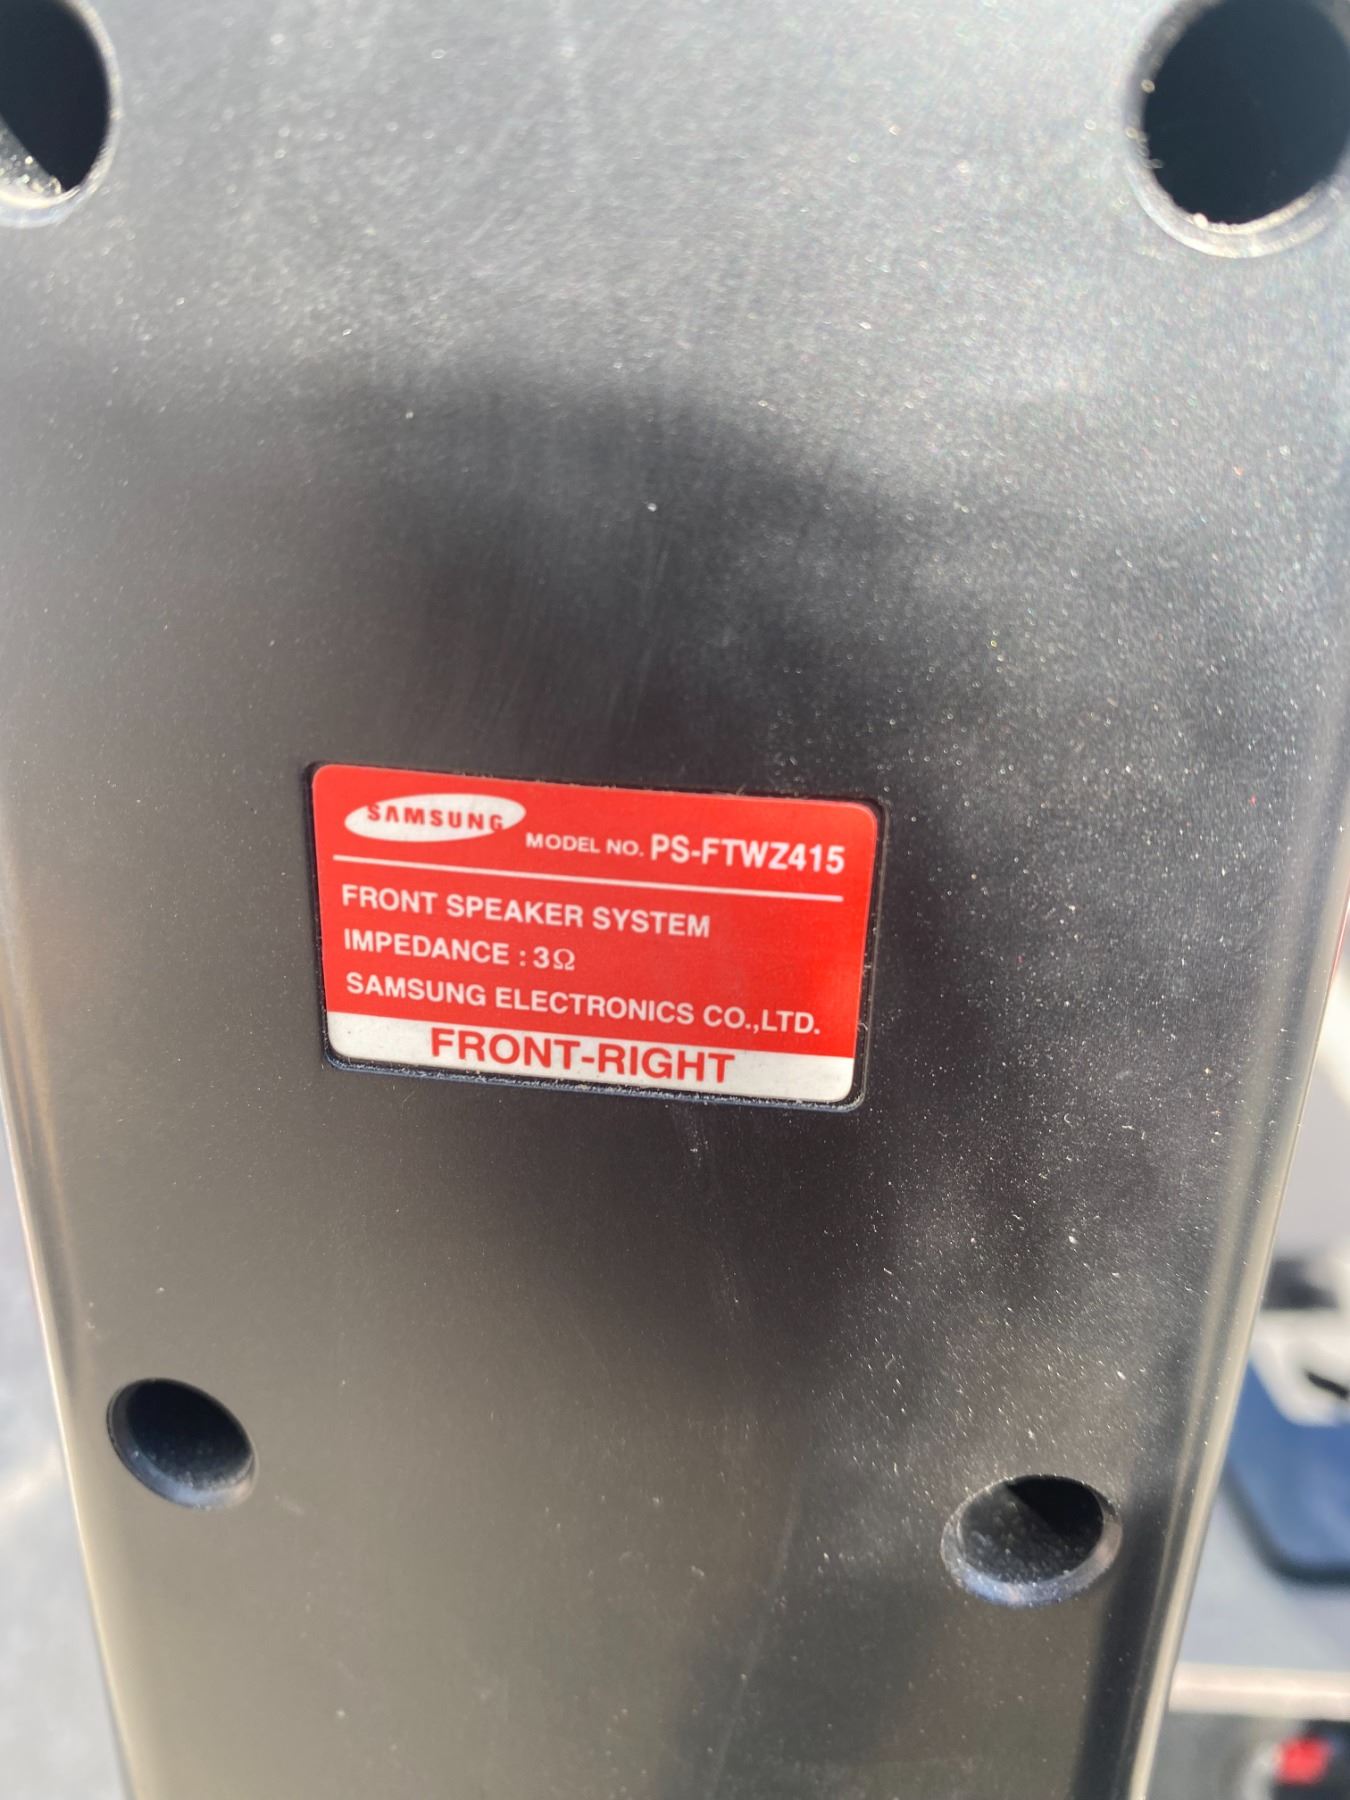 SAMSUNG MODEL NO. PS-FTWZ415
FRONT SPEAKER SYSTEM
IMPEDANCE : 3Ω
SAMSUNG ELECTRONICS CO.,LTD.
FRONT-RIGHT